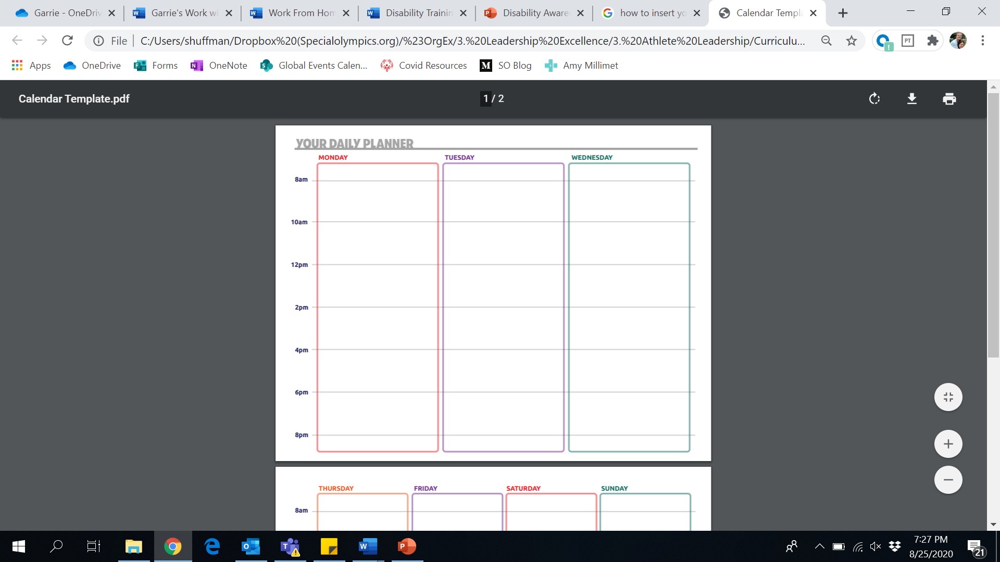 Garrie - OneDriv
Garrie's Work wi
Work From Hom
Disability Trainin
Disability Aware
how to insert yo
Calendar Templa
File
C:/Users/shuffman/Dropbox%20(Specialolympics.org)/%23OrgEx/3.%20Leadership%20Excellence/3.%20Athlete%20Leadership/Curriculu...
PT
Apps
OneDrive
Forms
OneNote
Global Events Calen...
Covid Resources
SO Blog
Amy Millimet
Calendar Template.pdf
1 / 2
YOUR DAILY PLANNER
MONDAY TUESDAY WEDNESDAY
8am
10am
12pm
2pm
4pm
6pm
8pm
THURSDAY FRIDAY SATURDAY SUNDAY
8am
7:27 PM
8/25/2020
21